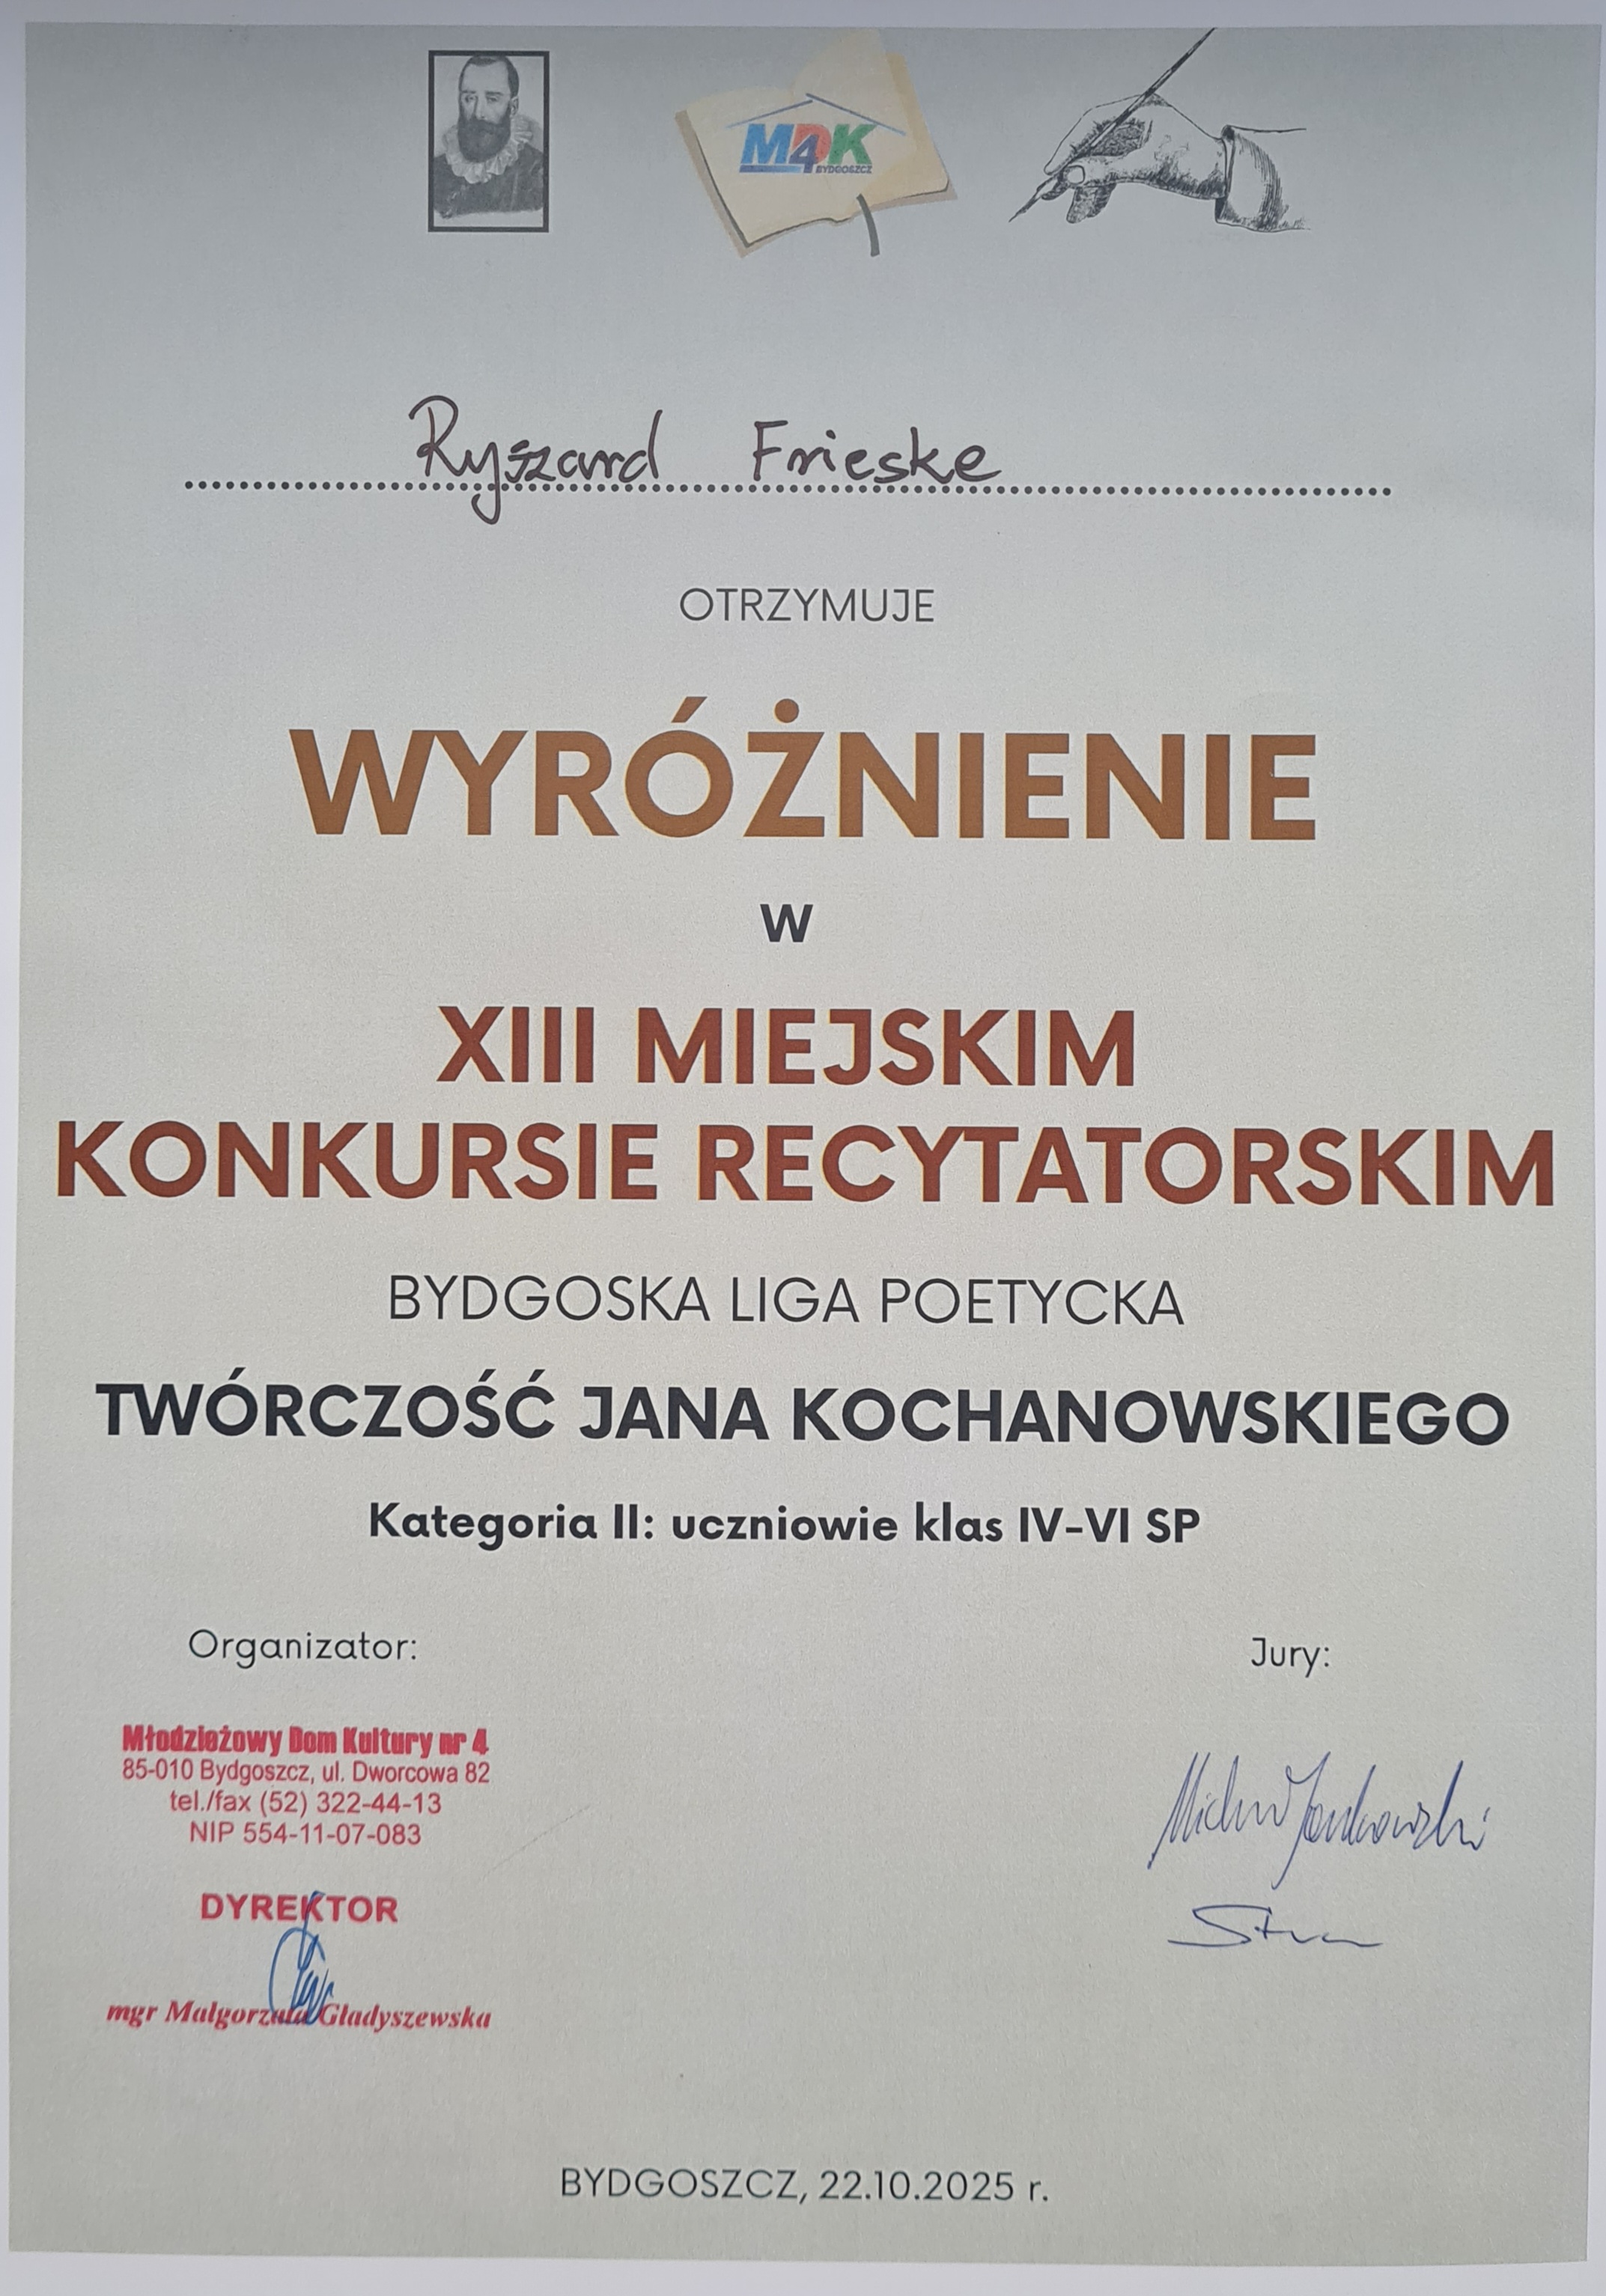 M4DK
BYDGOSZCZ
Ryszard Frieske
OTRZYMUJE
WYRÓŻNIENIE
w
XIII MIEJSKIM
KONKURSIE RECYTATORSKIM
BYDGOSKA LIGA POETYCKA
TWÓRCZOŚĆ JANA KOCHANOWSKIEGO
Kategoria II: uczniowie klas IV-VI SP
Organizator:
Jury:
Młodzieżowy Dom Kultury nr 4
85-010 Bydgoszcz, ul. Dworcowa 82
tel./fax (52) 322-44-13
NIP 554-11-07-083
DYREKTOR
mgr Małgorzata Gładyszewska
BYDGOSZCZ, 22.10.2025 r.